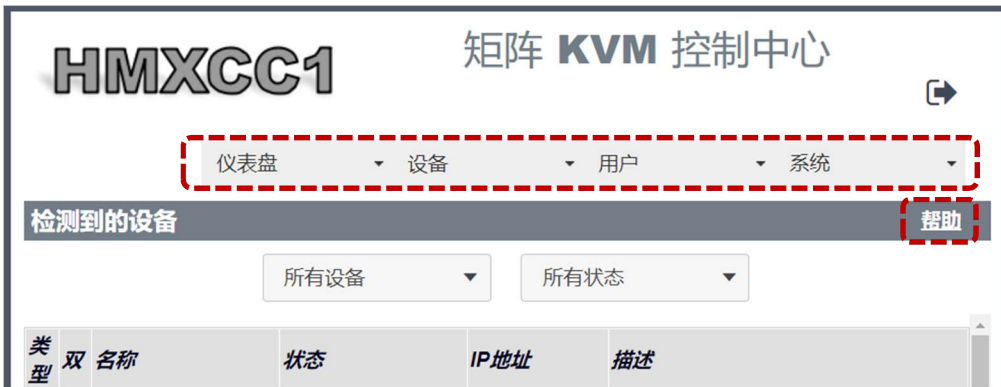 HMXCC1
矩阵 KVM 控制中心
仪表盘 设备 用户 系统
检测到的设备 帮助
所有设备 所有状态
类型 双 名称 状态 IP地址 描述